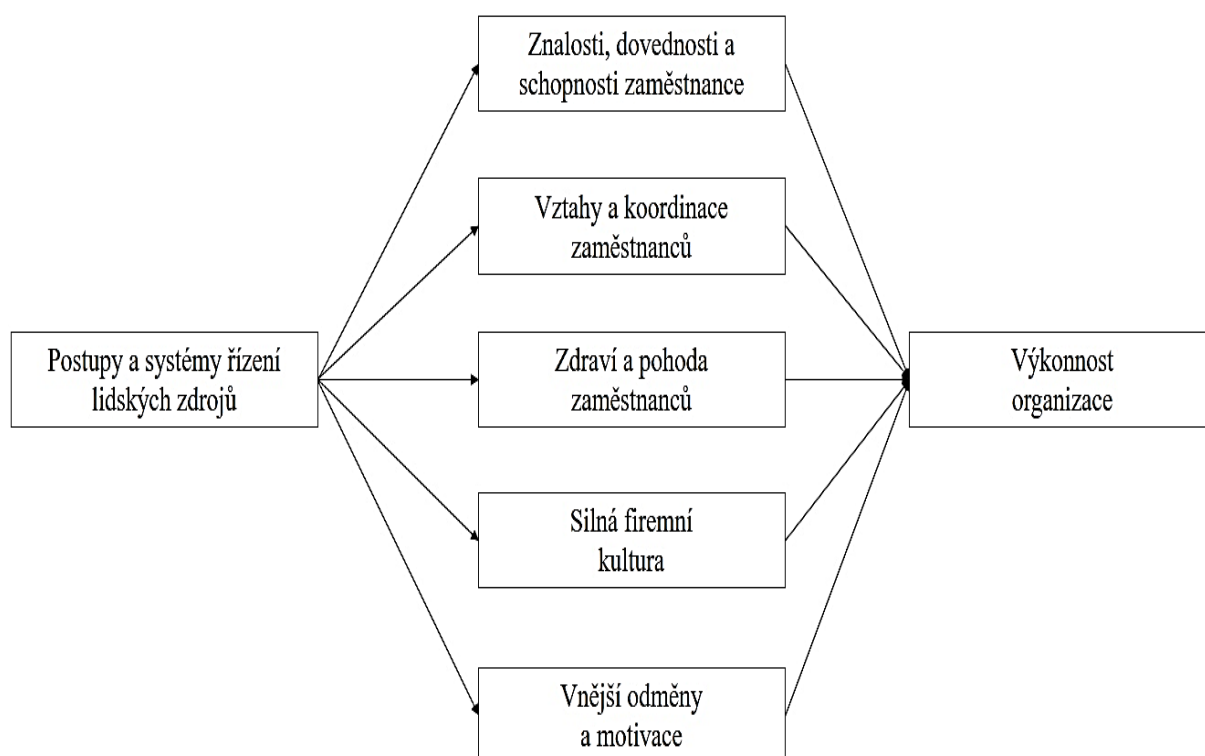 Znalosti, dovednosti a
schopnosti zaměstnance
Vztahy a koordinace
zaměstnanců
Postupy a systémy řízení
lidských zdrojů
Zdraví a pohoda
zaměstnanců
Výkonnost
organizace
Silná firemní
kultura
Vnější odměny
a motivace